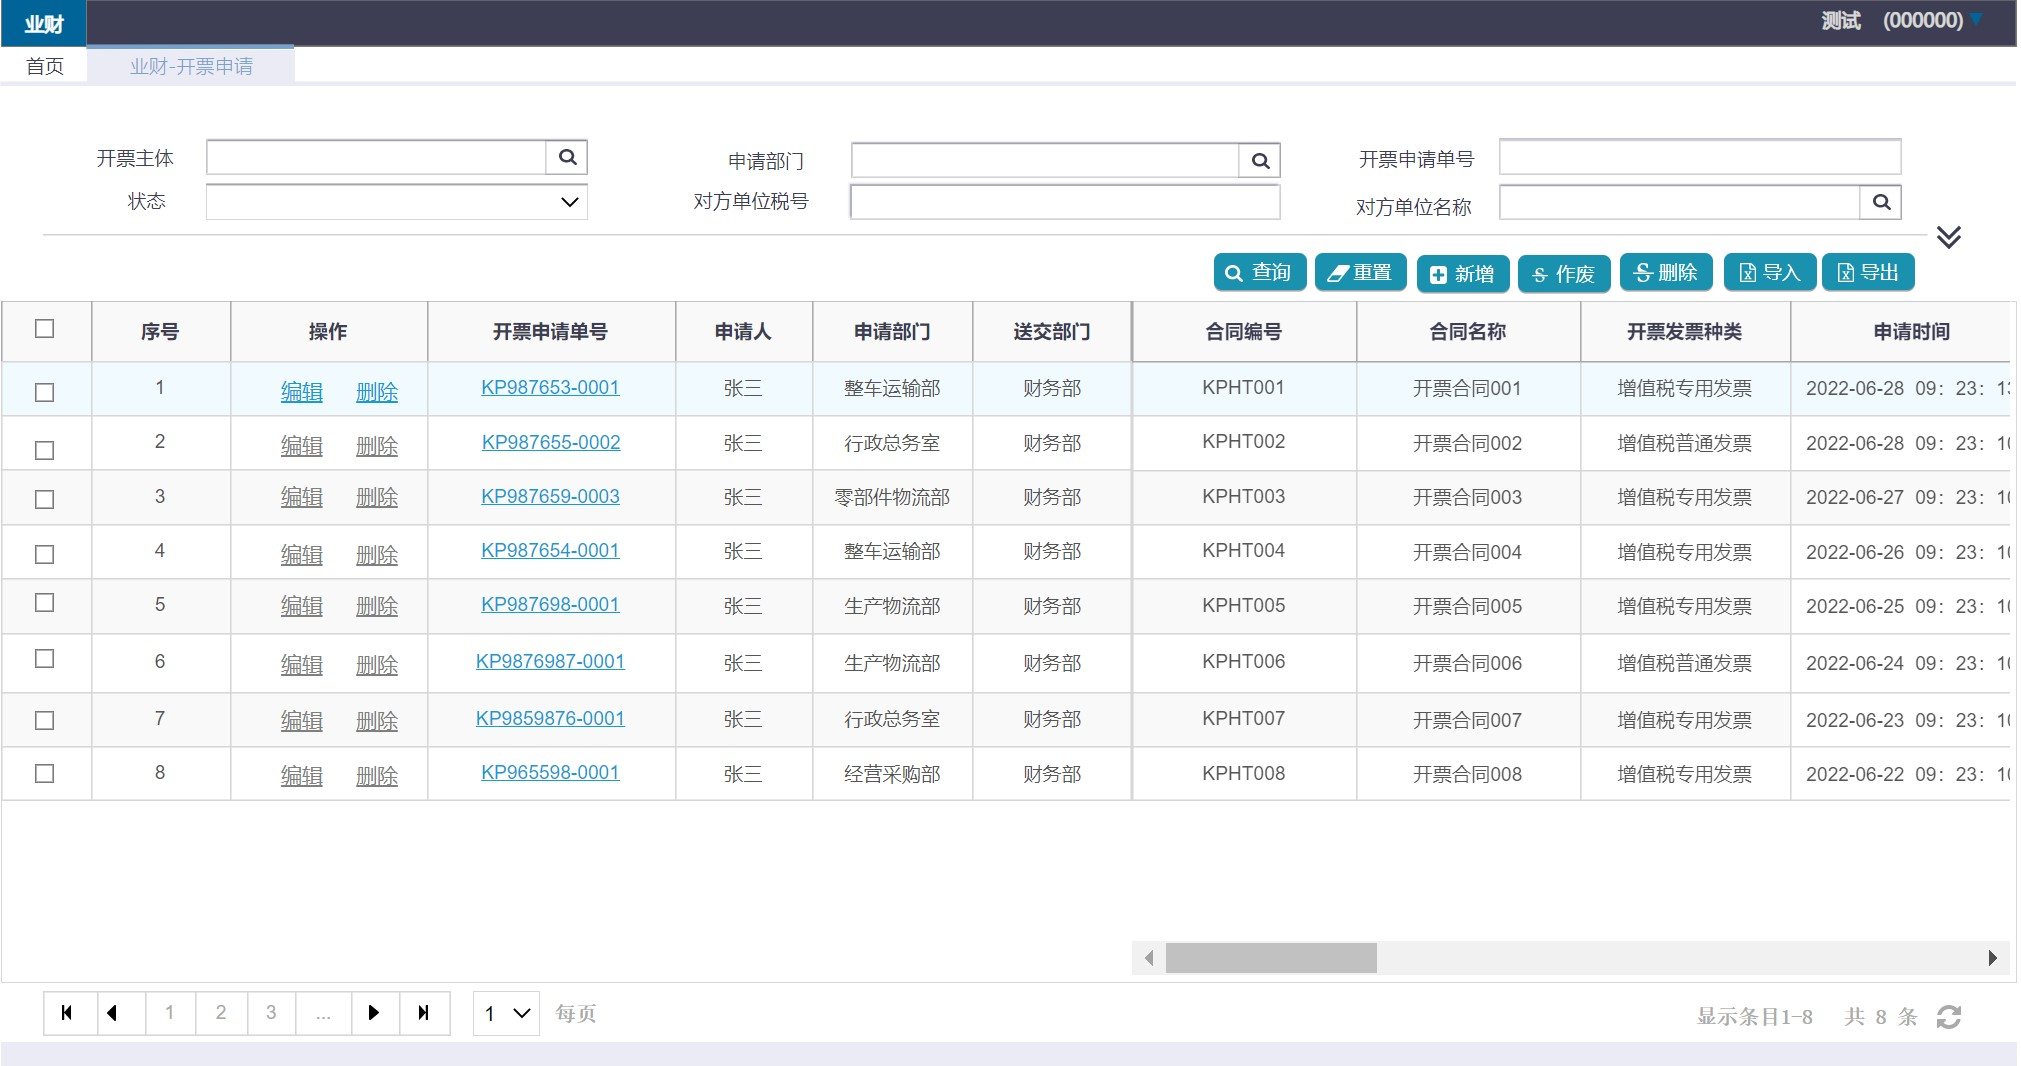 业财 测试 (000000)
首页 业财-开票申请
开票主体 申请部门 开票申请单号
状态 对方单位税号 对方单位名称
查询 重置 新增 作废 删除 导入 导出
序号 操作 开票申请单号 申请人 申请部门 送交部门 合同编号 合同名称 开票发票种类 申请时间
1 编辑 删除 KP987653-0001 张三 整车运输部 财务部 KPHT001 开票合同001 增值税专用发票 2022-06-28 09：23：13
2 编辑 删除 KP987655-0002 张三 行政总务室 财务部 KPHT002 开票合同002 增值税普通发票 2022-06-28 09：23：10
3 编辑 删除 KP987659-0003 张三 零部件物流部 财务部 KPHT003 开票合同003 增值税专用发票 2022-06-27 09：23：10
4 编辑 删除 KP987654-0001 张三 整车运输部 财务部 KPHT004 开票合同004 增值税专用发票 2022-06-26 09：23：10
5 编辑 删除 KP987698-0001 张三 生产物流部 财务部 KPHT005 开票合同005 增值税专用发票 2022-06-25 09：23：10
6 编辑 删除 KP9876987-0001 张三 生产物流部 财务部 KPHT006 开票合同006 增值税普通发票 2022-06-24 09：23：10
7 编辑 删除 KP9859876-0001 张三 行政总务室 财务部 KPHT007 开票合同007 增值税专用发票 2022-06-23 09：23：10
8 编辑 删除 KP965598-0001 张三 经营采购部 财务部 KPHT008 开票合同008 增值税专用发票 2022-06-22 09：23：10
1 2 3 ... 1 每页 显示条目1-8 共 8 条